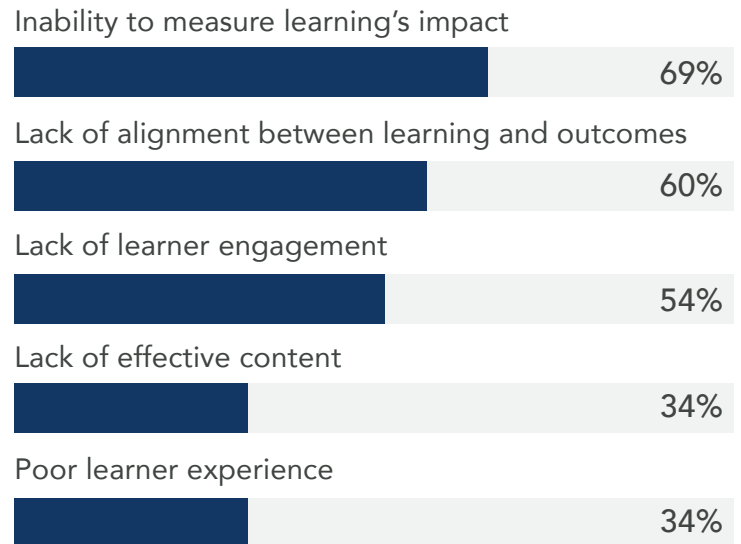 Inability to measure learning’s impact
69%
Lack of alignment between learning and outcomes
60%
Lack of learner engagement
54%
Lack of effective content
34%
Poor learner experience
34%